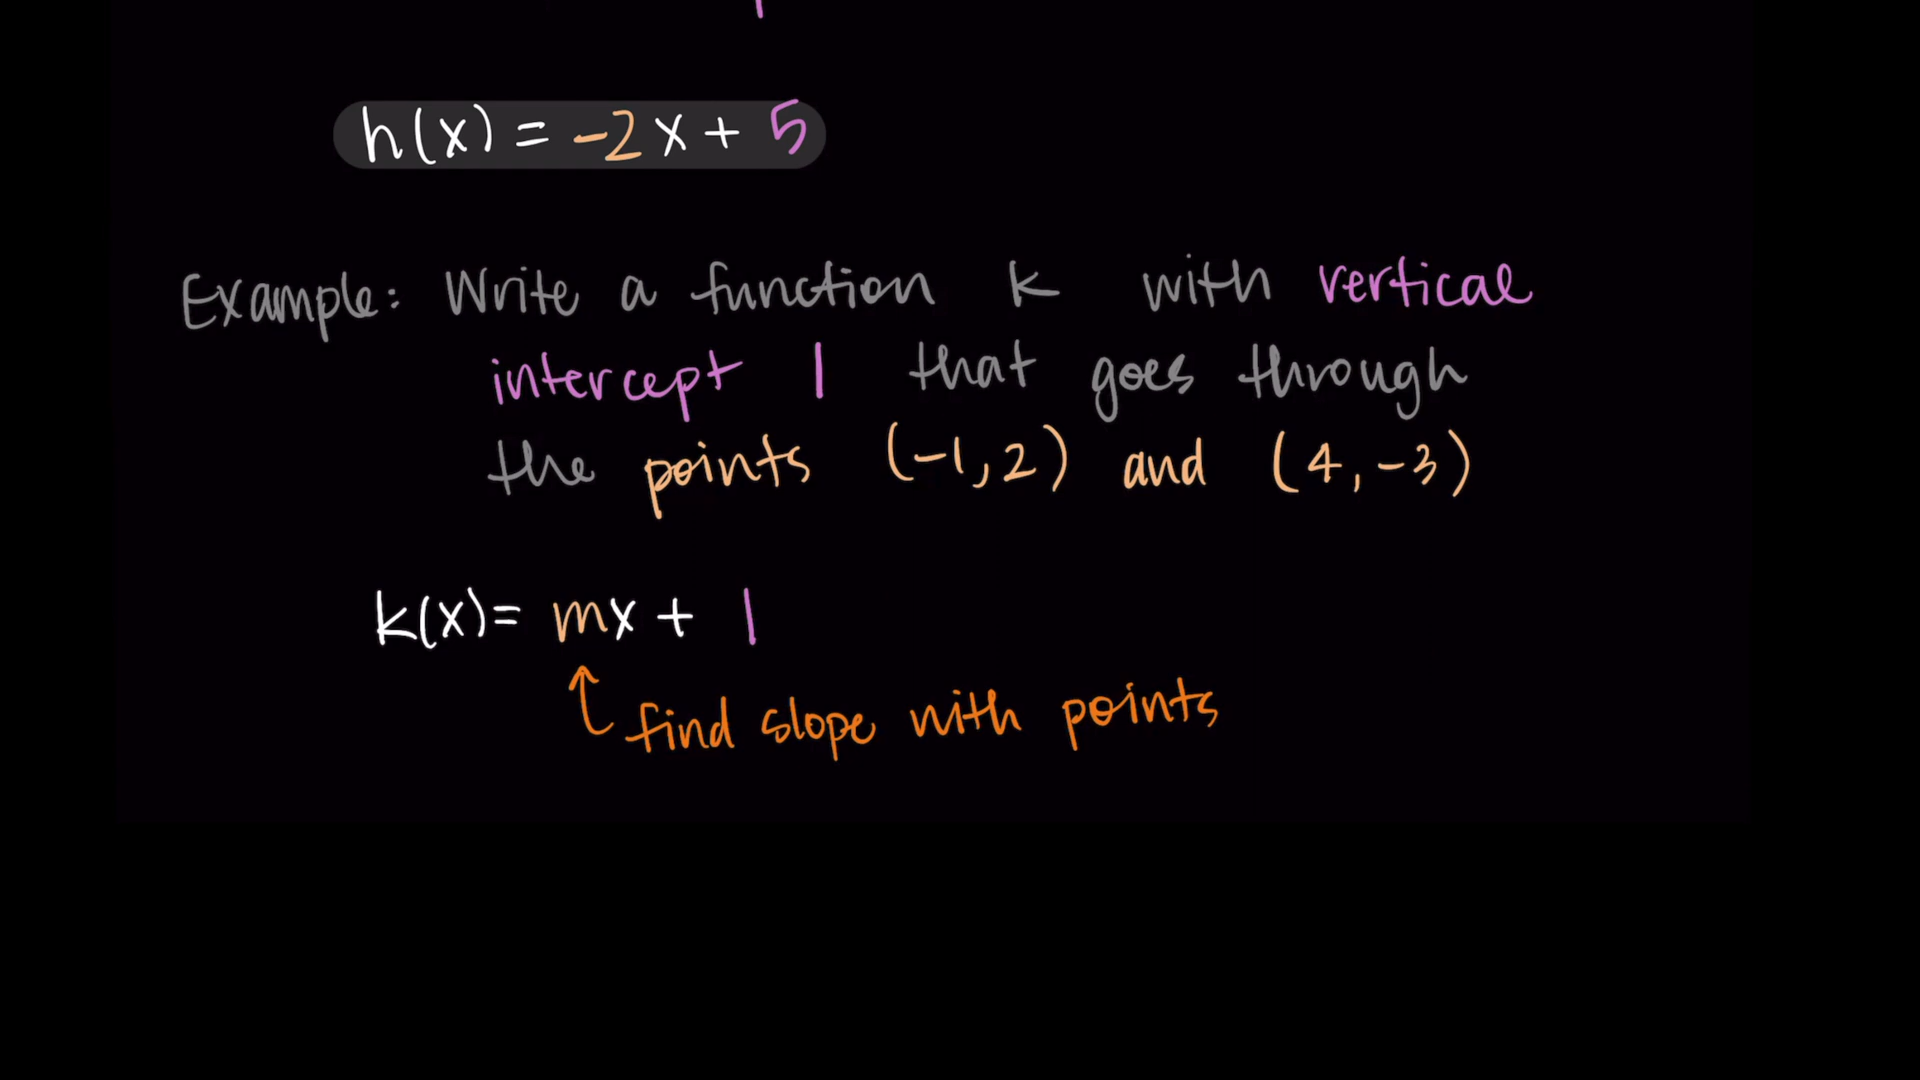 h(x) = -2x + 5
Example: Write a function k with vertical
intercept 1 that goes through
the points (-1, 2) and (4, -3)
k(x) = mx + 1
find slope with points